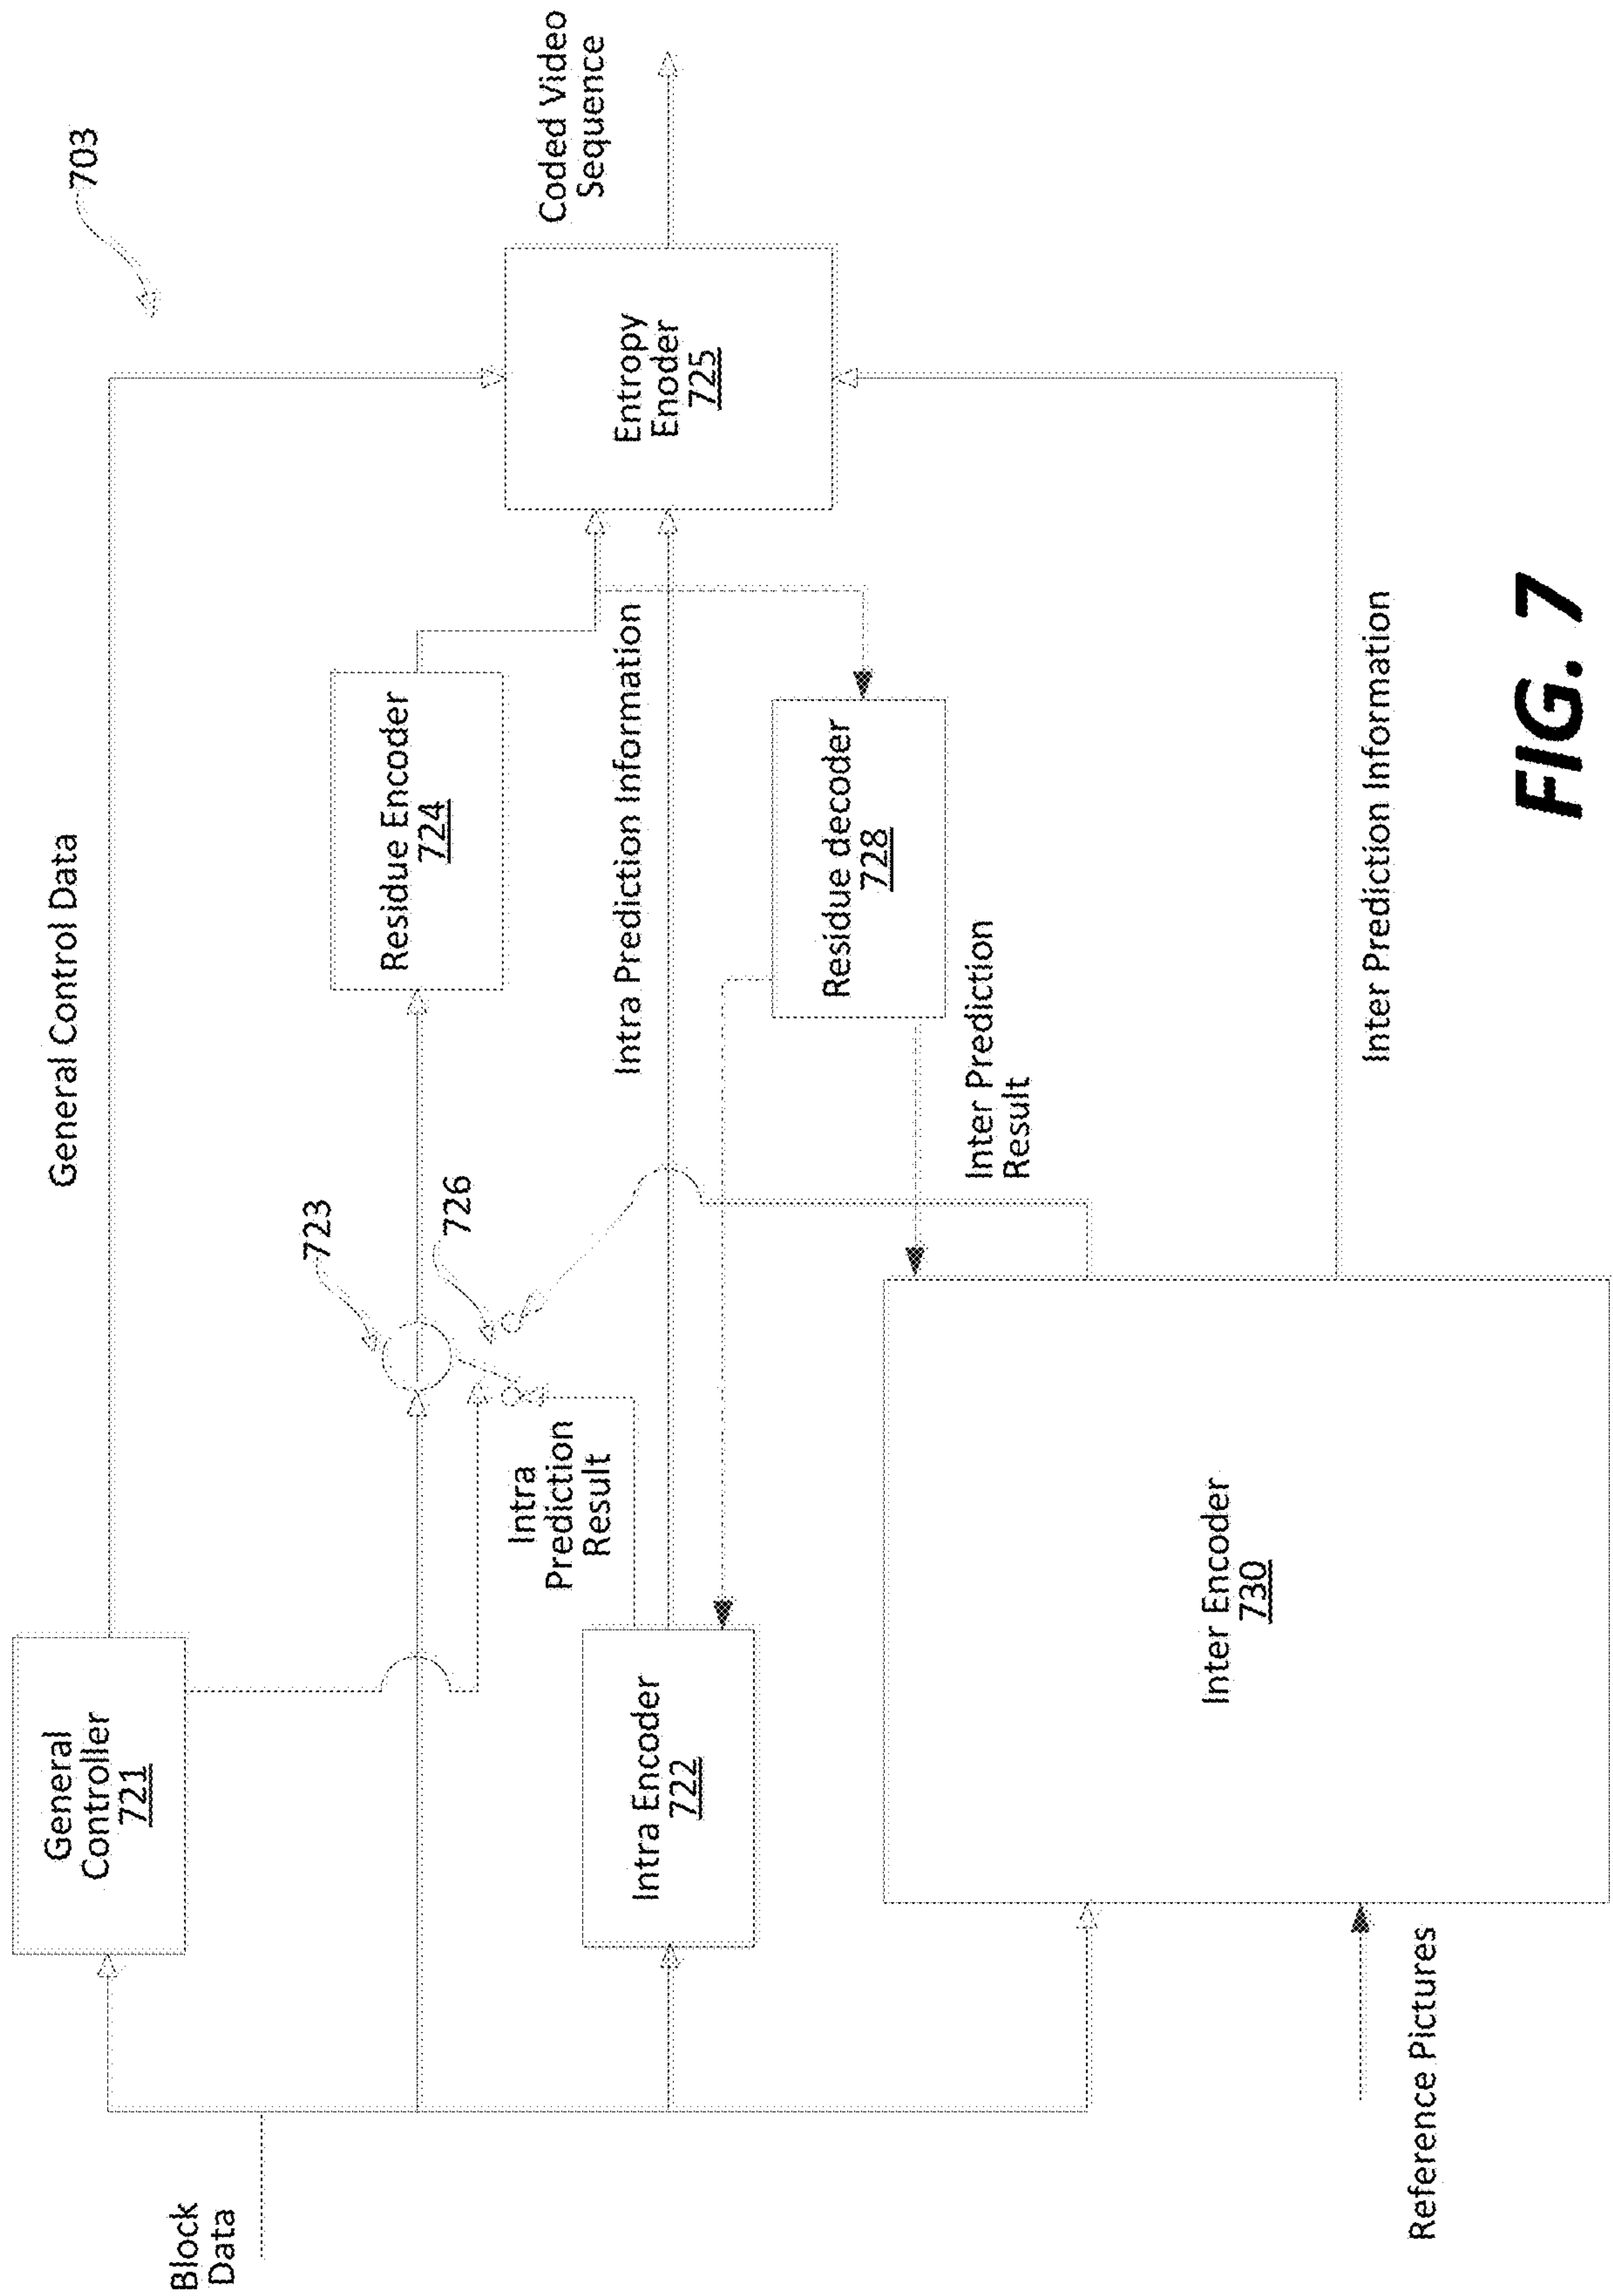 703
General Control Data
General
Controller
721
Block
Data
723
726
Residue Encoder
724
Coded Video
Sequence
Entropy
Enoder
725
Intra
Prediction
Result
Intra Prediction Information
Intra Encoder
722
Residue decoder
728
Inter Prediction
Result
Inter Encoder
730
Inter Prediction Information
Reference Pictures
FIG. 7